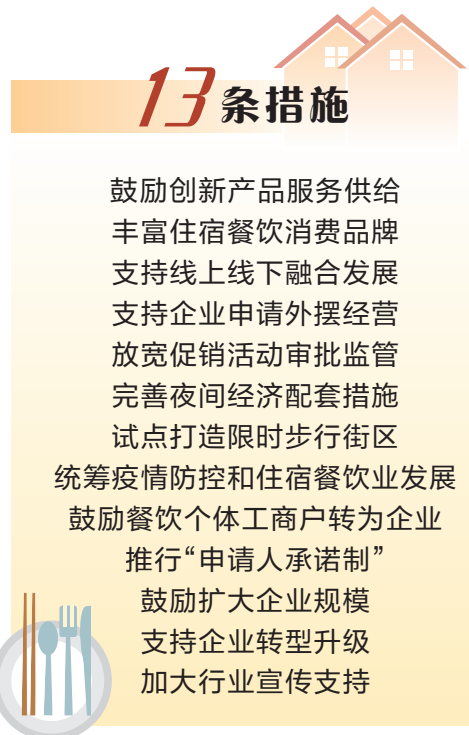 13条措施
鼓励创新产品服务供给
丰富住宿餐饮消费品牌
支持线上线下融合发展
支持企业申请外摆经营
放宽促销活动审批监管
完善夜间经济配套措施
试点打造限时步行街区
统筹疫情防控和住宿餐饮业发展
鼓励餐饮个体工商户转为企业
推行“申请人承诺制”
鼓励扩大企业规模
支持企业转型升级
加大行业宣传支持